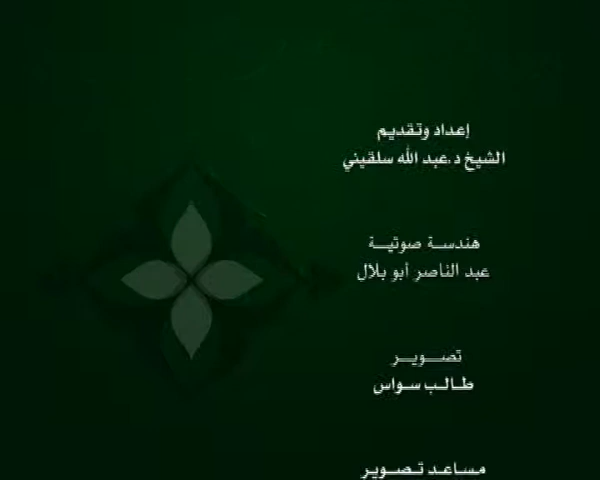 إعداد وتقديم
الشيخ د.عبد الله سلقيني
هندسة صوتية
عبد الناصر أبو بلال
تصوير
طالب سواس
مساعد تصوير